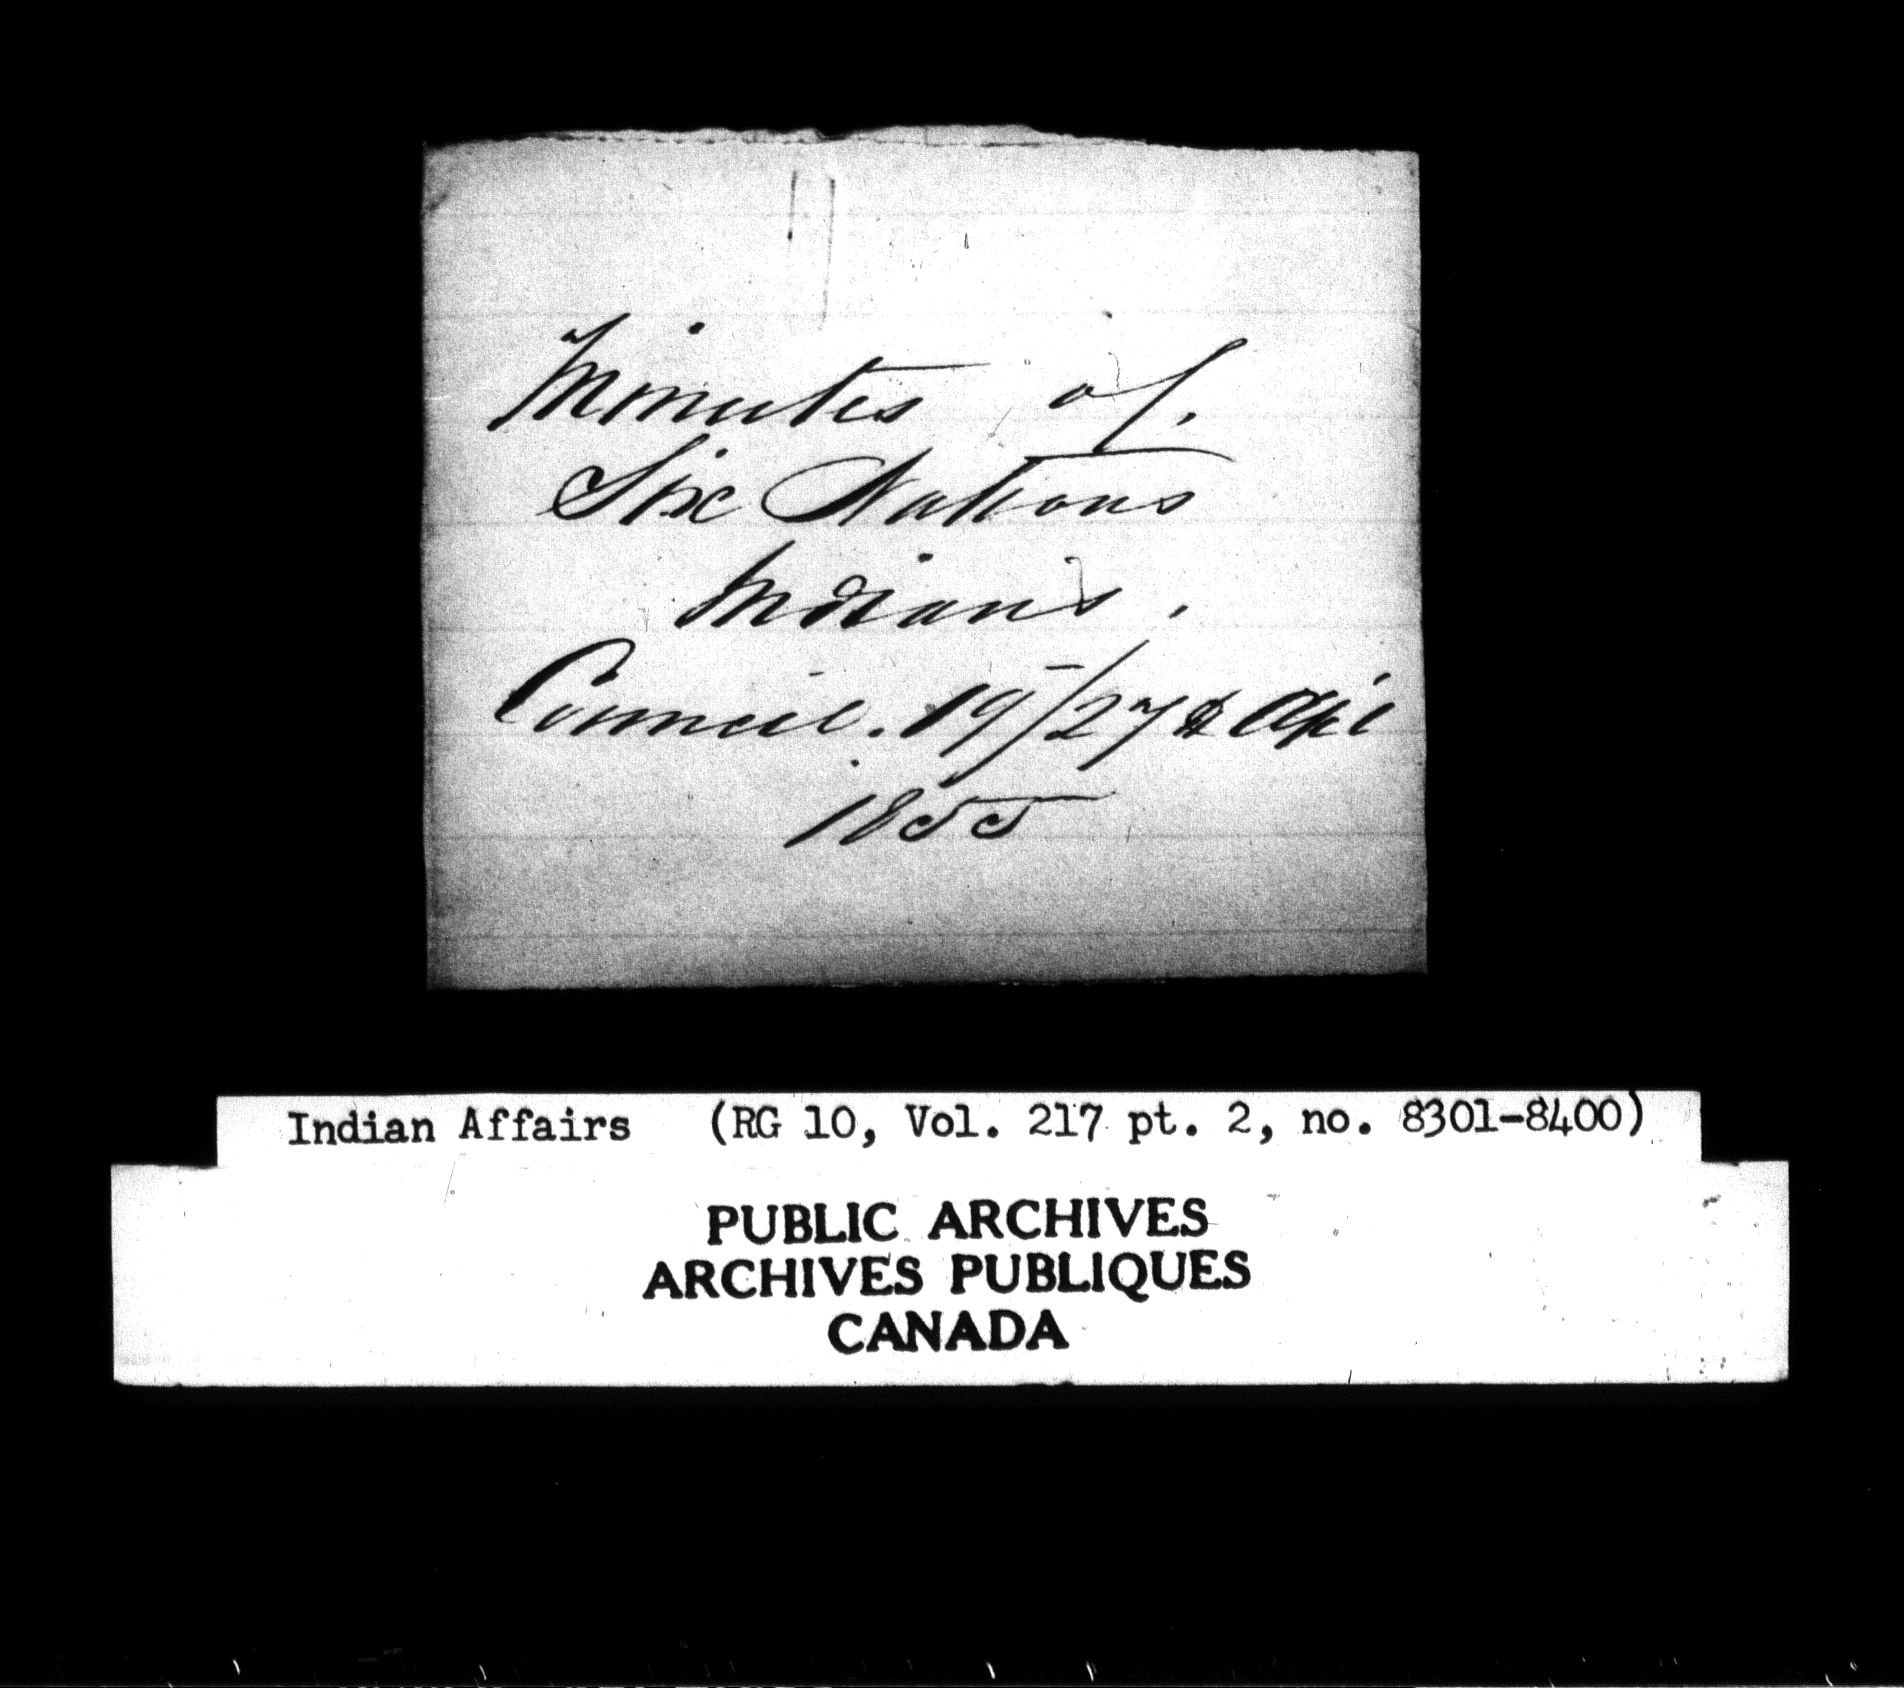 Minutes of
Six Nations
Indians,
Council. 19/27 & Apl
1855
Indian Affairs (RG 10, Vol. 217 pt. 2, no. 8301-8400)
PUBLIC ARCHIVES
ARCHIVES PUBLIQUES
CANADA